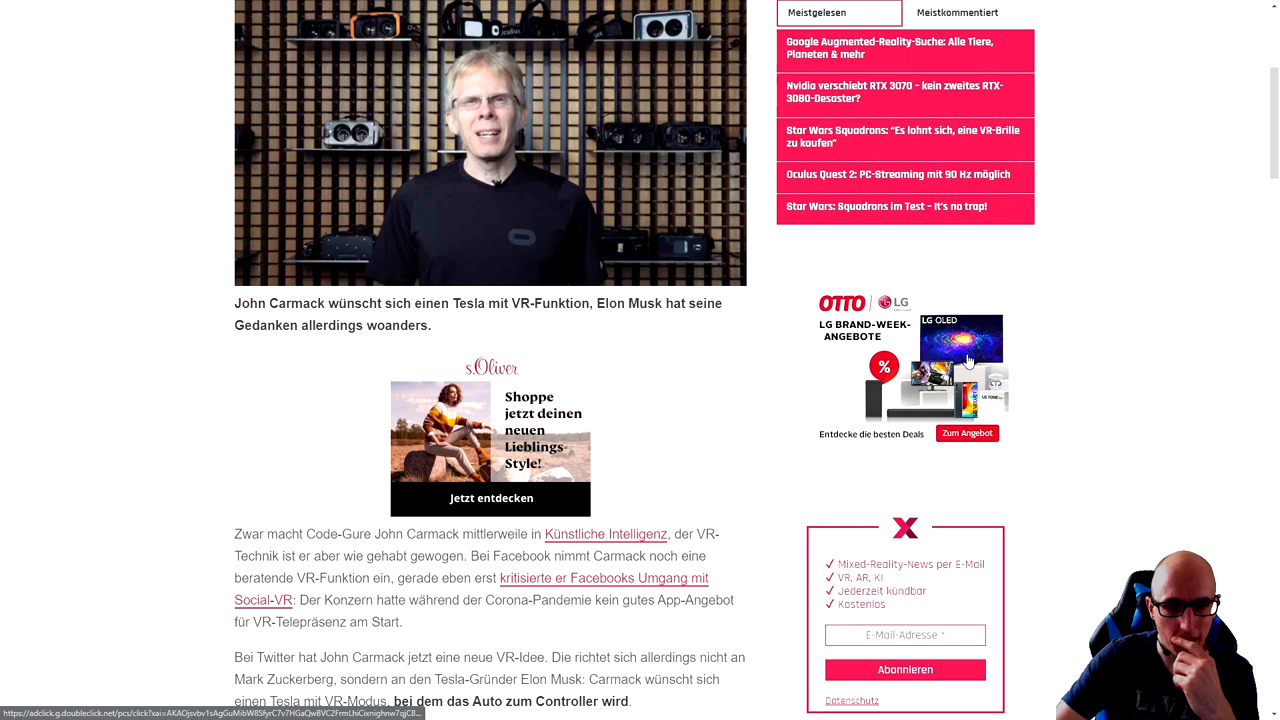 Meistgelesen
Meistkommentiert
Google Augmented-Reality-Suche: Alle Tiere,
Planeten & mehr
Nvidia verschiebt RTX 3070 – kein zweites RTX-
3080-Desaster?
Star Wars Squadrons: “Es lohnt sich, eine VR-Brille
zu kaufen”
Oculus Quest 2: PC-Streaming mit 90 Hz möglich
Star Wars: Squadrons im Test – It's no trap!
oculus
John Carmack wünscht sich einen Tesla mit VR-Funktion, Elon Musk hat seine
Gedanken allerdings woanders.
OTTO | LG
LG BRAND-WEEK-
ANGEBOTE
LG OLED
%
LG TONE
Entdecke die besten Deals
Zum Angebot
s.Oliver
Shoppe
jetzt deinen
neuen
Lieblings-
Style!
Jetzt entdecken
Zwar macht Code-Gure John Carmack mittlerweile in Künstliche Intelligenz, der VR-
Technik ist er aber wie gehabt gewogen. Bei Facebook nimmt Carmack noch eine
beratende VR-Funktion ein, gerade eben erst kritisierte er Facebooks Umgang mit
Social-VR: Der Konzern hatte während der Corona-Pandemie kein gutes App-Angebot
für VR-Telepräsenz am Start.
Bei Twitter hat John Carmack jetzt eine neue VR-Idee. Die richtet sich allerdings nicht an
Mark Zuckerberg, sondern an den Tesla-Gründer Elon Musk: Carmack wünscht sich
einen Tesla mit VR-Modus, bei dem das Auto zum Controller wird.
X
✓ Mixed-Reality-News per E-Mail
✓ VR, AR, KI
✓ Jederzeit kündbar
✓ Kostenlos
E-Mail-Adresse *
Abonnieren
Datenschutz